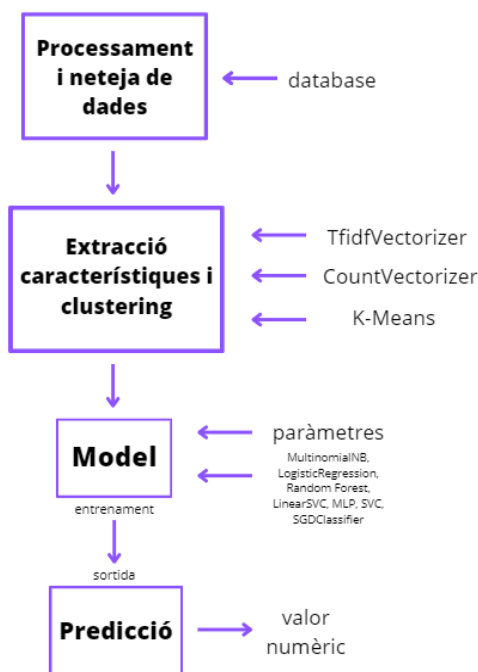 Processament
i neteja de
dades
database
Extracció
característiques i
clustering
TfidfVectorizer
CountVectorizer
K-Means
Model
paràmetres
MultinomialNB,
LogisticRegression,
Random Forest,
LinearSVC, MLP, SVC,
SGDClassifier
entrenament
sortida
Predicció
valor
numèric